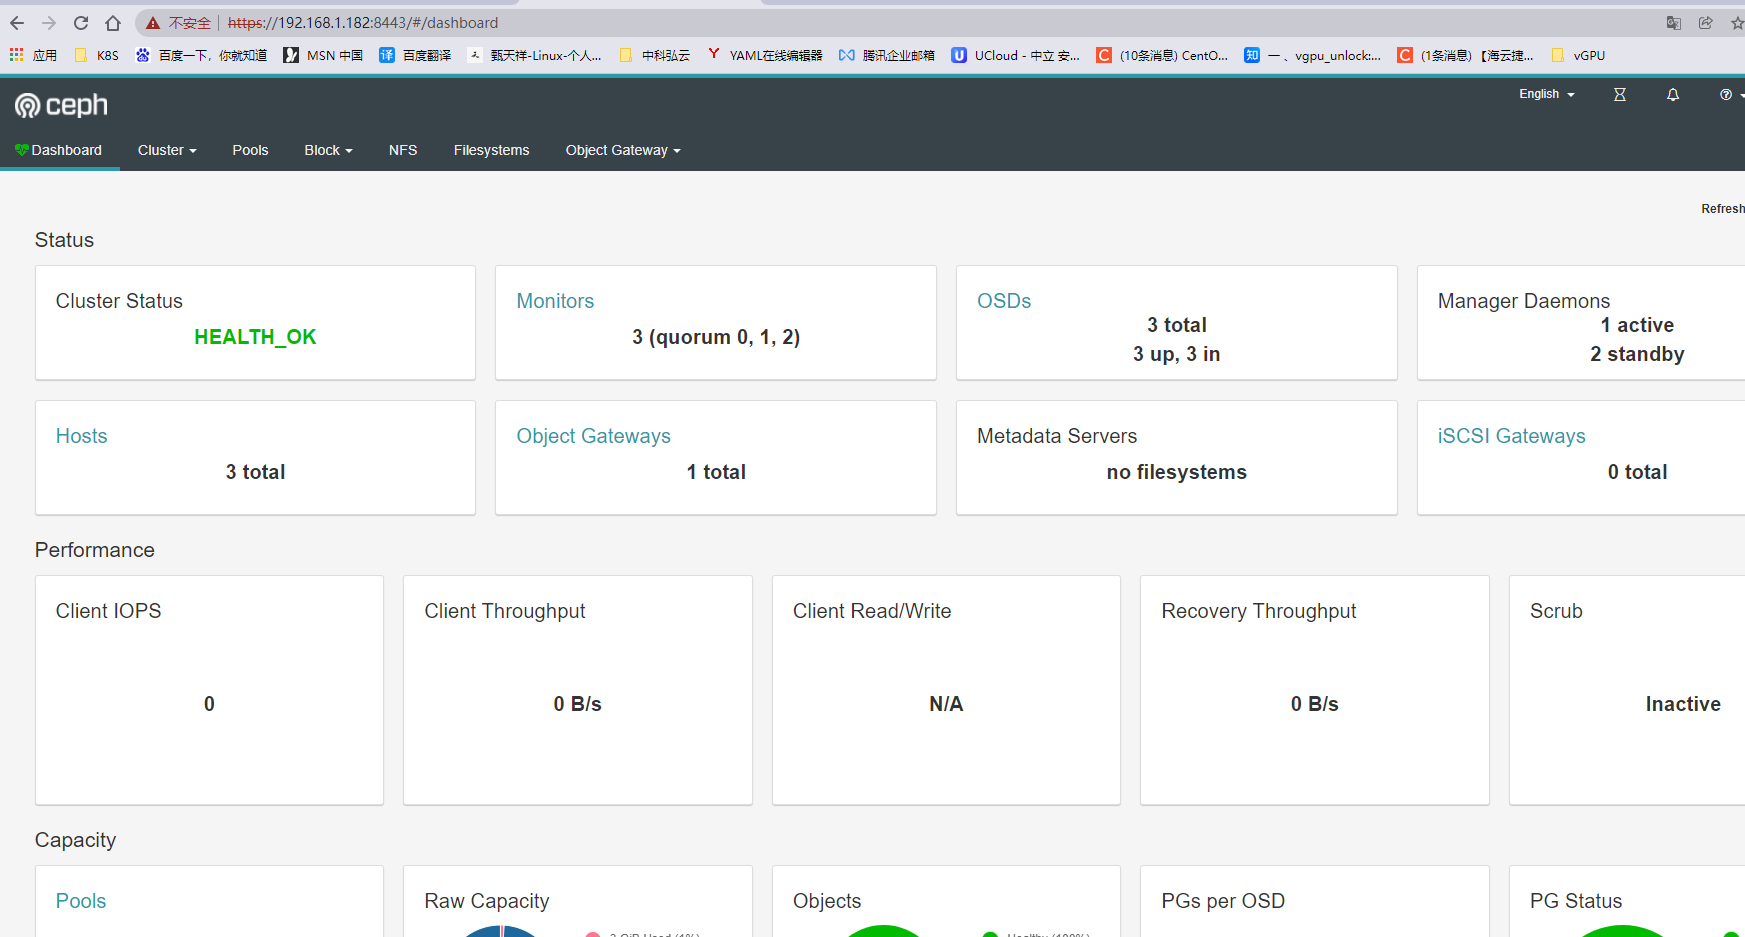 不安全 https://192.168.1.182:8443/#/dashboard
应用 K8S 百度一下，你就知道 MSN 中国 译 百度翻译 甄天祥-Linux-个人... 中科弘云 Y YAML在线编辑器 腾讯企业邮箱 U UCloud - 中立 安... C (10条消息) CentO... 知 一 、vgpu_unlock:... C (1条消息) 【海云捷... vGPU
ceph English
Dashboard Cluster Pools Block NFS Filesystems Object Gateway
Refresh
Status
Cluster Status Monitors OSDs Manager Daemons
HEALTH_OK 3 (quorum 0, 1, 2) 3 total 1 active
3 up, 3 in 2 standby
Hosts Object Gateways Metadata Servers iSCSI Gateways
3 total 1 total no filesystems 0 total
Performance
Client IOPS Client Throughput Client Read/Write Recovery Throughput Scrub
0 0 B/s N/A 0 B/s Inactive
Capacity
Pools Raw Capacity Objects PGs per OSD PG Status